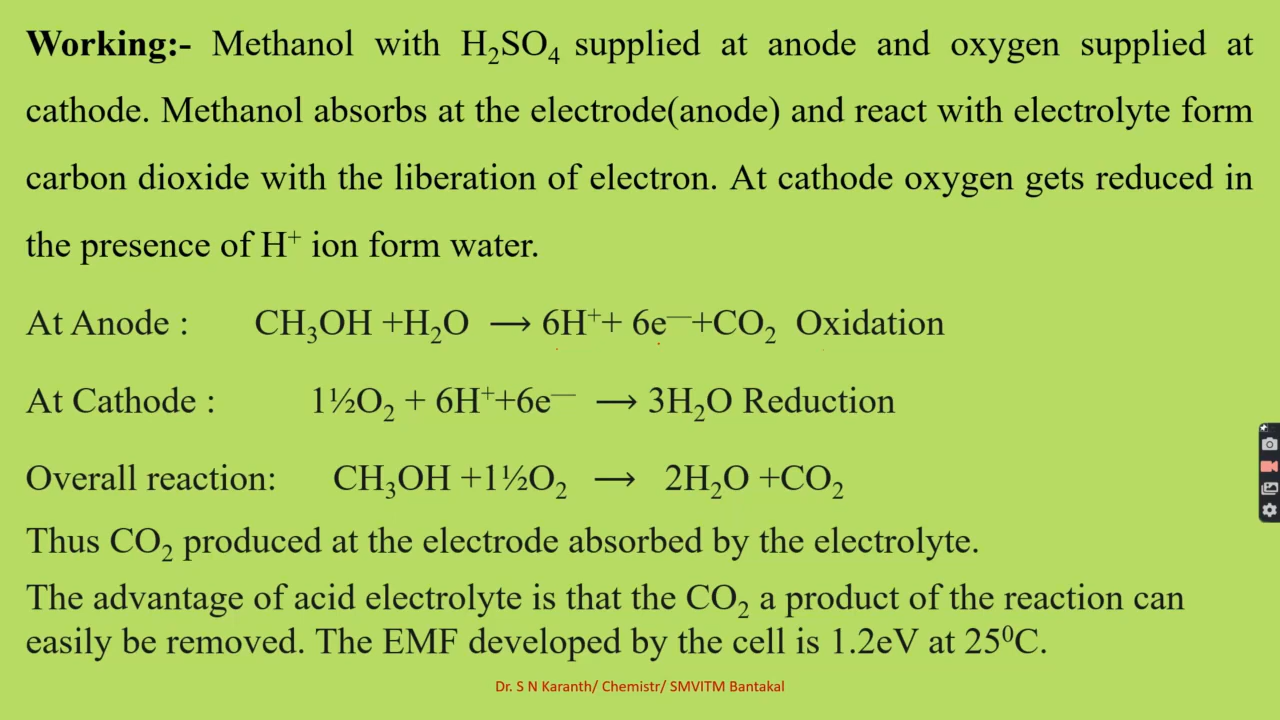 Working:- Methanol with H₂SO₄ supplied at anode and oxygen supplied at
cathode. Methanol absorbs at the electrode(anode) and react with electrolyte form
carbon dioxide with the liberation of electron. At cathode oxygen gets reduced in
the presence of H⁺ ion form water.
At Anode : CH₃OH +H₂O ⟶ 6H⁺+ 6e⁻+CO₂ Oxidation
At Cathode : 1½O₂ + 6H⁺+6e⁻ ⟶ 3H₂O Reduction
Overall reaction: CH₃OH +1½O₂ ⟶ 2H₂O +CO₂
Thus CO₂ produced at the electrode absorbed by the electrolyte.
The advantage of acid electrolyte is that the CO₂ a product of the reaction can
easily be removed. The EMF developed by the cell is 1.2eV at 25⁰C.
Dr. S N Karanth/ Chemistr/ SMVITM Bantakal